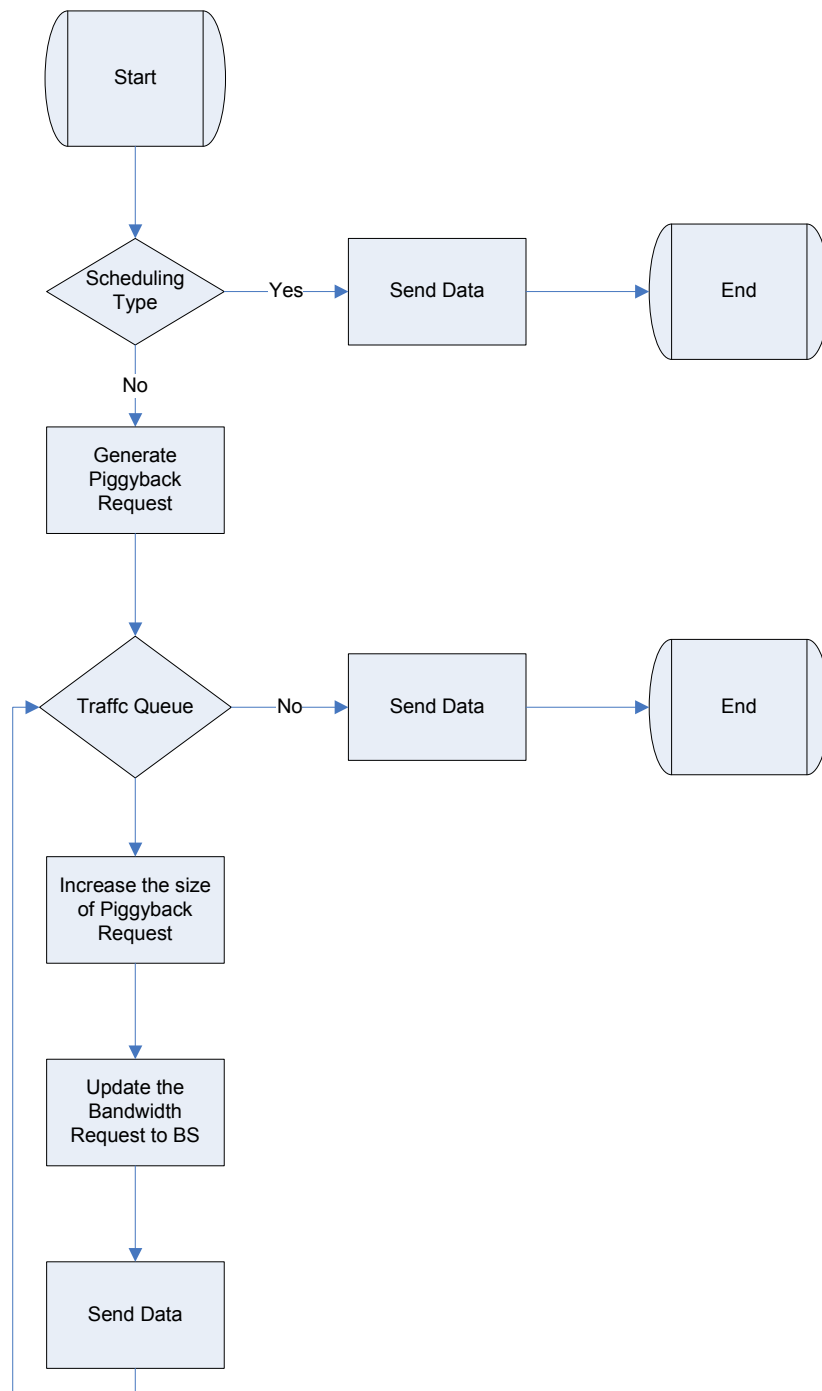 Start
Scheduling
Type
Yes
Send Data
End
No
Generate
Piggyback
Request
Traffc Queue
No
Send Data
End
Increase the size
of Piggyback
Request
Update the
Bandwidth
Request to BS
Send Data